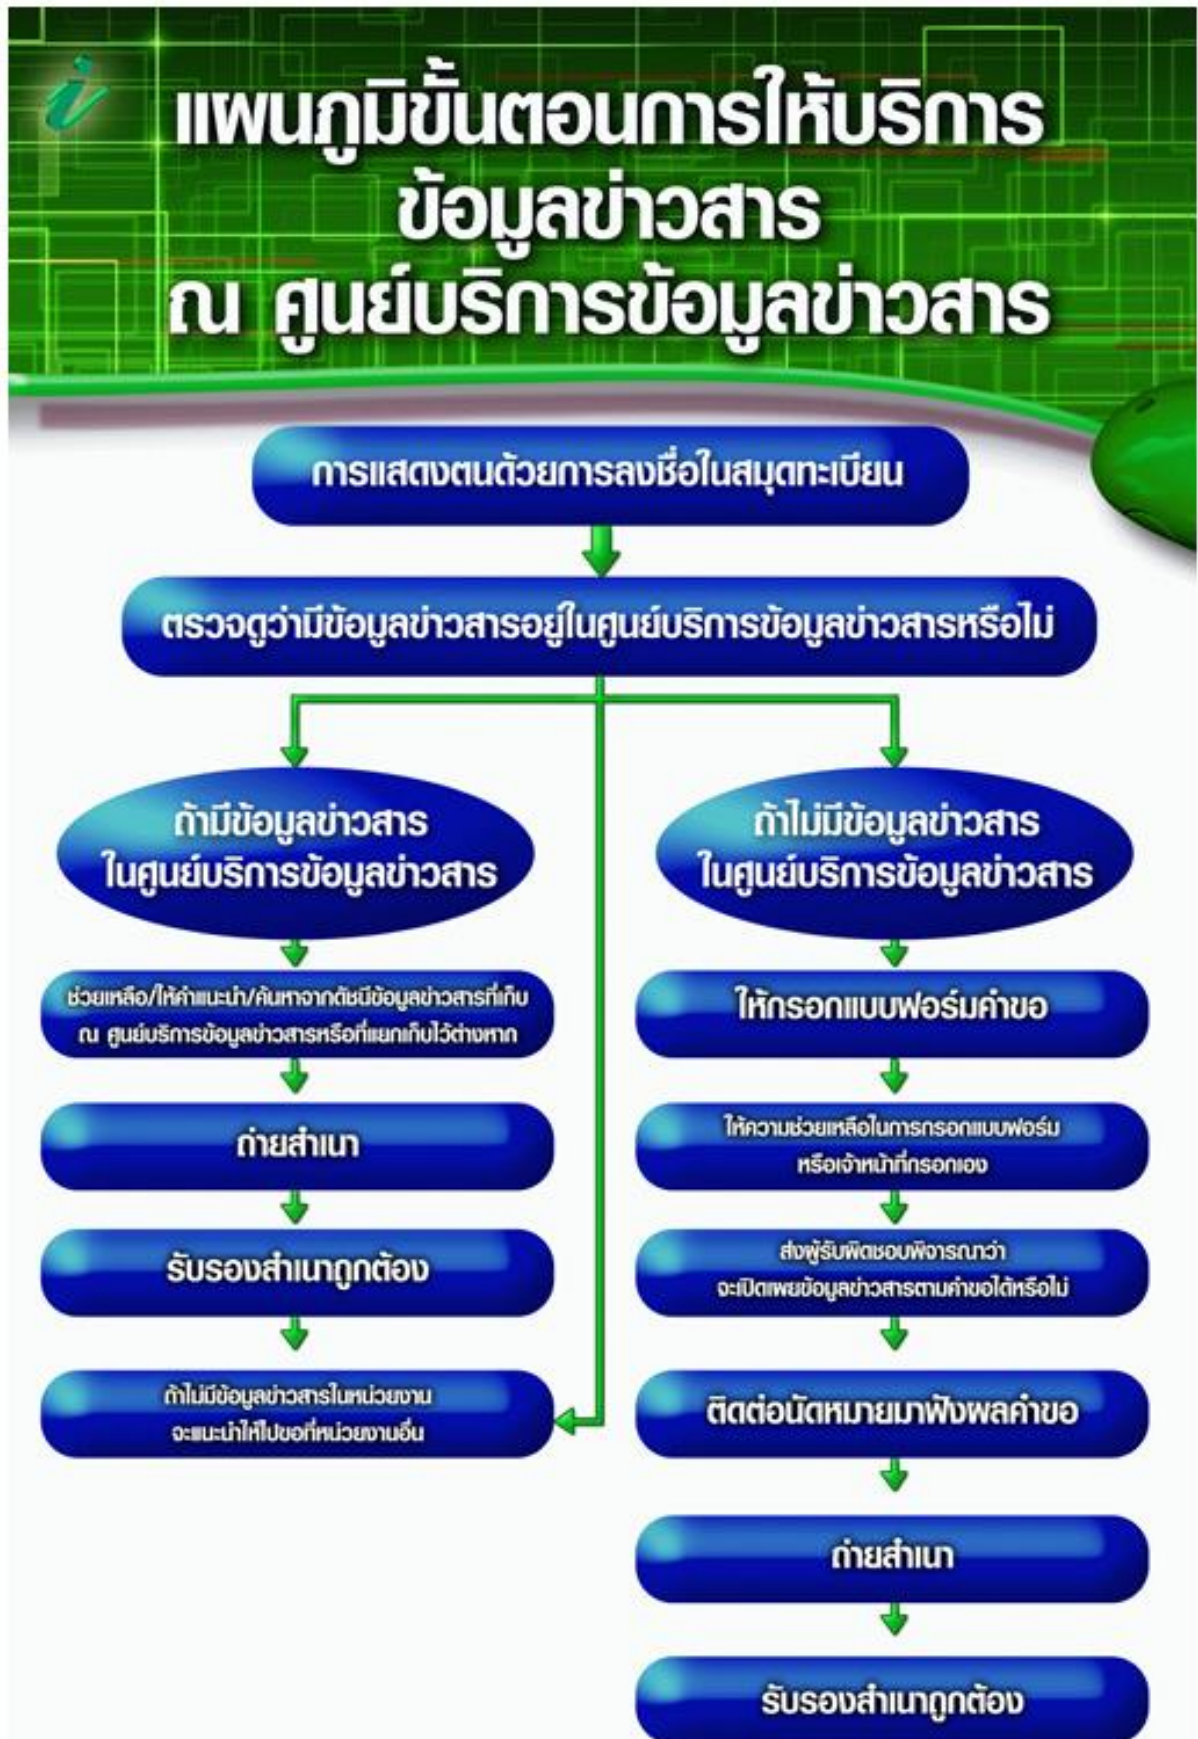 แผนภูมิขั้นตอนการให้บริการ
ข้อมูลข่าวสาร
ณ ศูนย์บริการข้อมูลข่าวสาร
การแสดงตนด้วยการลงชื่อในสมุดทะเบียน
ตรวจดูว่ามีข้อมูลข่าวสารอยู่ในศูนย์บริการข้อมูลข่าวสารหรือไม่
ถ้ามีข้อมูลข่าวสาร
ในศูนย์บริการข้อมูลข่าวสาร
ช่วยเหลือ/ให้คำแนะนำ/ค้นหาจากดัชนีข้อมูลข่าวสารที่เก็บ
ณ ศูนย์บริการข้อมูลข่าวสารหรือที่แยกเก็บไว้ต่างหาก
ถ่ายสำเนา
รับรองสำเนาถูกต้อง
ถ้าไม่มีข้อมูลข่าวสารในหน่วยงาน
จะแนะนำให้ไปขอที่หน่วยงานอื่น
ถ้าไม่มีข้อมูลข่าวสาร
ในศูนย์บริการข้อมูลข่าวสาร
ให้กรอกแบบฟอร์มคำขอ
ให้ความช่วยเหลือในการกรอกแบบฟอร์ม
หรือเจ้าหน้าที่กรอกเอง
ส่งผู้รับผิดชอบพิจารณาว่า
จะเปิดเผยข้อมูลข่าวสารตามคำขอได้หรือไม่
ติดต่อนัดหมายมาฟังผลคำขอ
ถ่ายสำเนา
รับรองสำเนาถูกต้อง